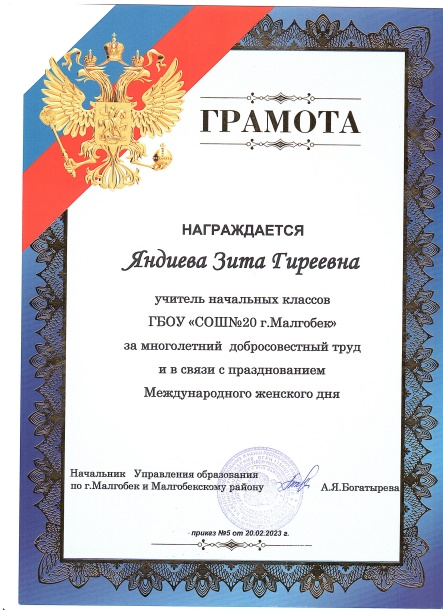 ГРАМОТА
НАГРАЖДАЕТСЯ
Яндиева Зита Гиреевна
учитель начальных классов
ГБОУ «СОШ№20 г.Малгобек»
за многолетний добросовестный труд
и в связи с празднованием
Международного женского дня
Начальник Управления образования
по г.Малгобек и Малгобекскому району А.Я.Богатырева
приказ №5 от 20.02.2023 г.